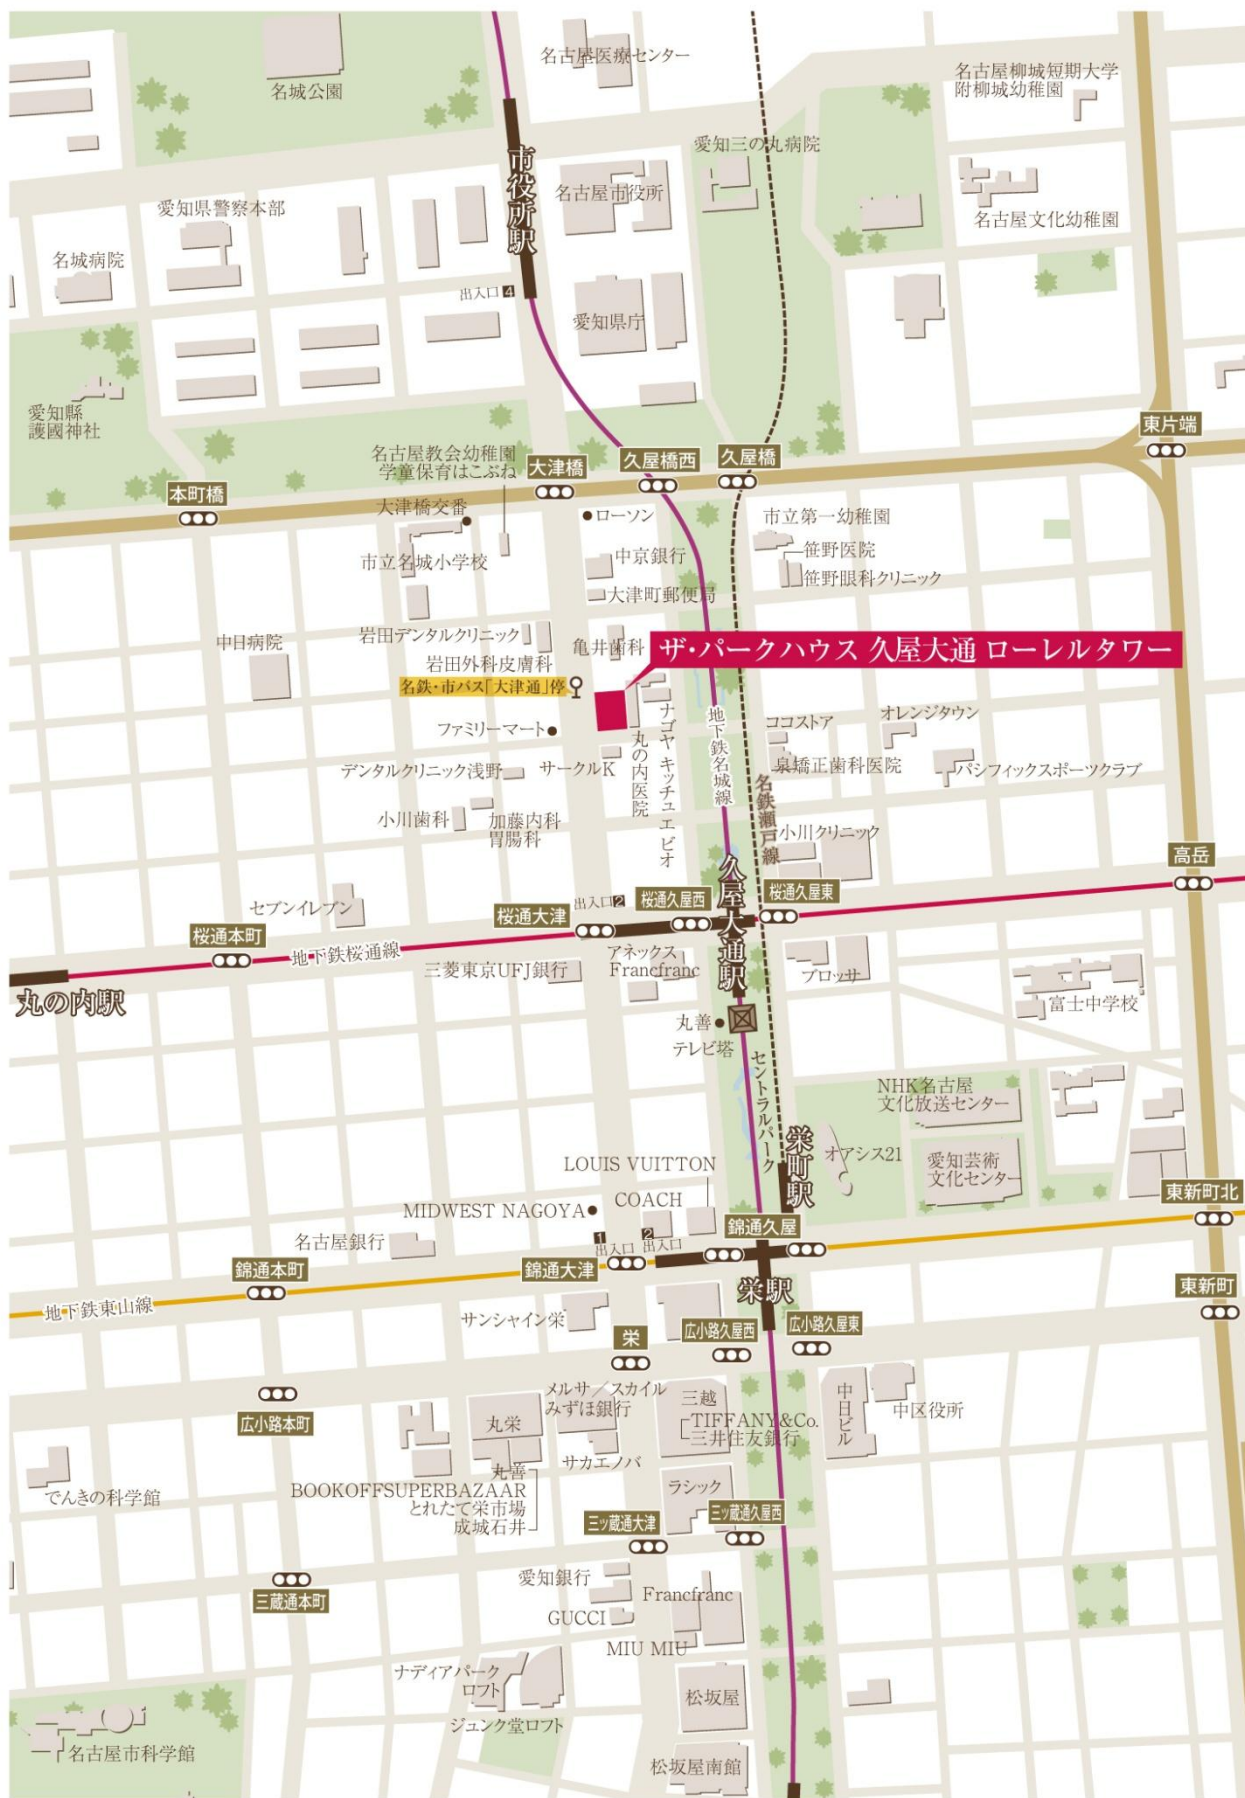 名古屋医療センター
名古屋柳城短期大学
附柳城幼稚園
名城公園
愛知三の丸病院
市役所駅
名古屋市役所
愛知県警察本部
名古屋文化幼稚園
名城病院
出入口 4
愛知県庁
愛知縣
護國神社
東片端
名古屋教会幼稚園
学童保育はこぶね
大津橋
久屋橋西
久屋橋
本町橋
大津橋交番
ローソン
市立第一幼稚園
市立名城小学校
中京銀行
笹野医院
笹野眼科クリニック
大津町郵便局
中日病院
岩田デンタルクリニック
亀井歯科
ザ・パークハウス 久屋大通 ローレルタワー
岩田外科皮膚科
名鉄・市バス「大津通」停
ナゴヤ キッチュ エ ビオ
地下鉄名城線
ココストア
オレンジタウン
ファミリーマート
丸の内医院
デンタルクリニック浅野
サークルK
泉矯正歯科医院
パシフィックスポーツクラブ
名鉄瀬戸線
小川歯科
加藤内科
胃腸科
小川クリニック
高岳
久屋大通駅
セブンイレブン
出入口 2
桜通久屋西
桜通久屋東
桜通大津
桜通本町
地下鉄桜通線
三菱東京UFJ銀行
アネックス
Francfranc
ブロッサ
丸の内駅
富士中学校
丸善
テレビ塔
セントラルパーク
NHK名古屋
文化放送センター
栄町駅
オアシス21
愛知芸術
文化センター
LOUIS VUITTON
COACH
MIDWEST NAGOYA
東新町北
錦通久屋
名古屋銀行
1
出入口
2
出入口
錦通大津
錦通本町
栄駅
東新町
地下鉄東山線
サンシャイン栄
栄
広小路久屋西
広小路久屋東
メルサ／スカイル
みずほ銀行
三越
TIFFANY&Co.
三井住友銀行
中日ビル
中区役所
広小路本町
丸栄
サカエノバ
丸善
BOOKOFFSUPERBAZAAR
とれたて栄市場
成城石井
でんきの科学館
ラシック
三ッ蔵通大津
三ッ蔵通久屋西
愛知銀行
三蔵通本町
GUCCI
Francfranc
MIU MIU
ナディアパーク
ロフト
ジュンク堂ロフト
松坂屋
名古屋市科学館
松坂屋南館